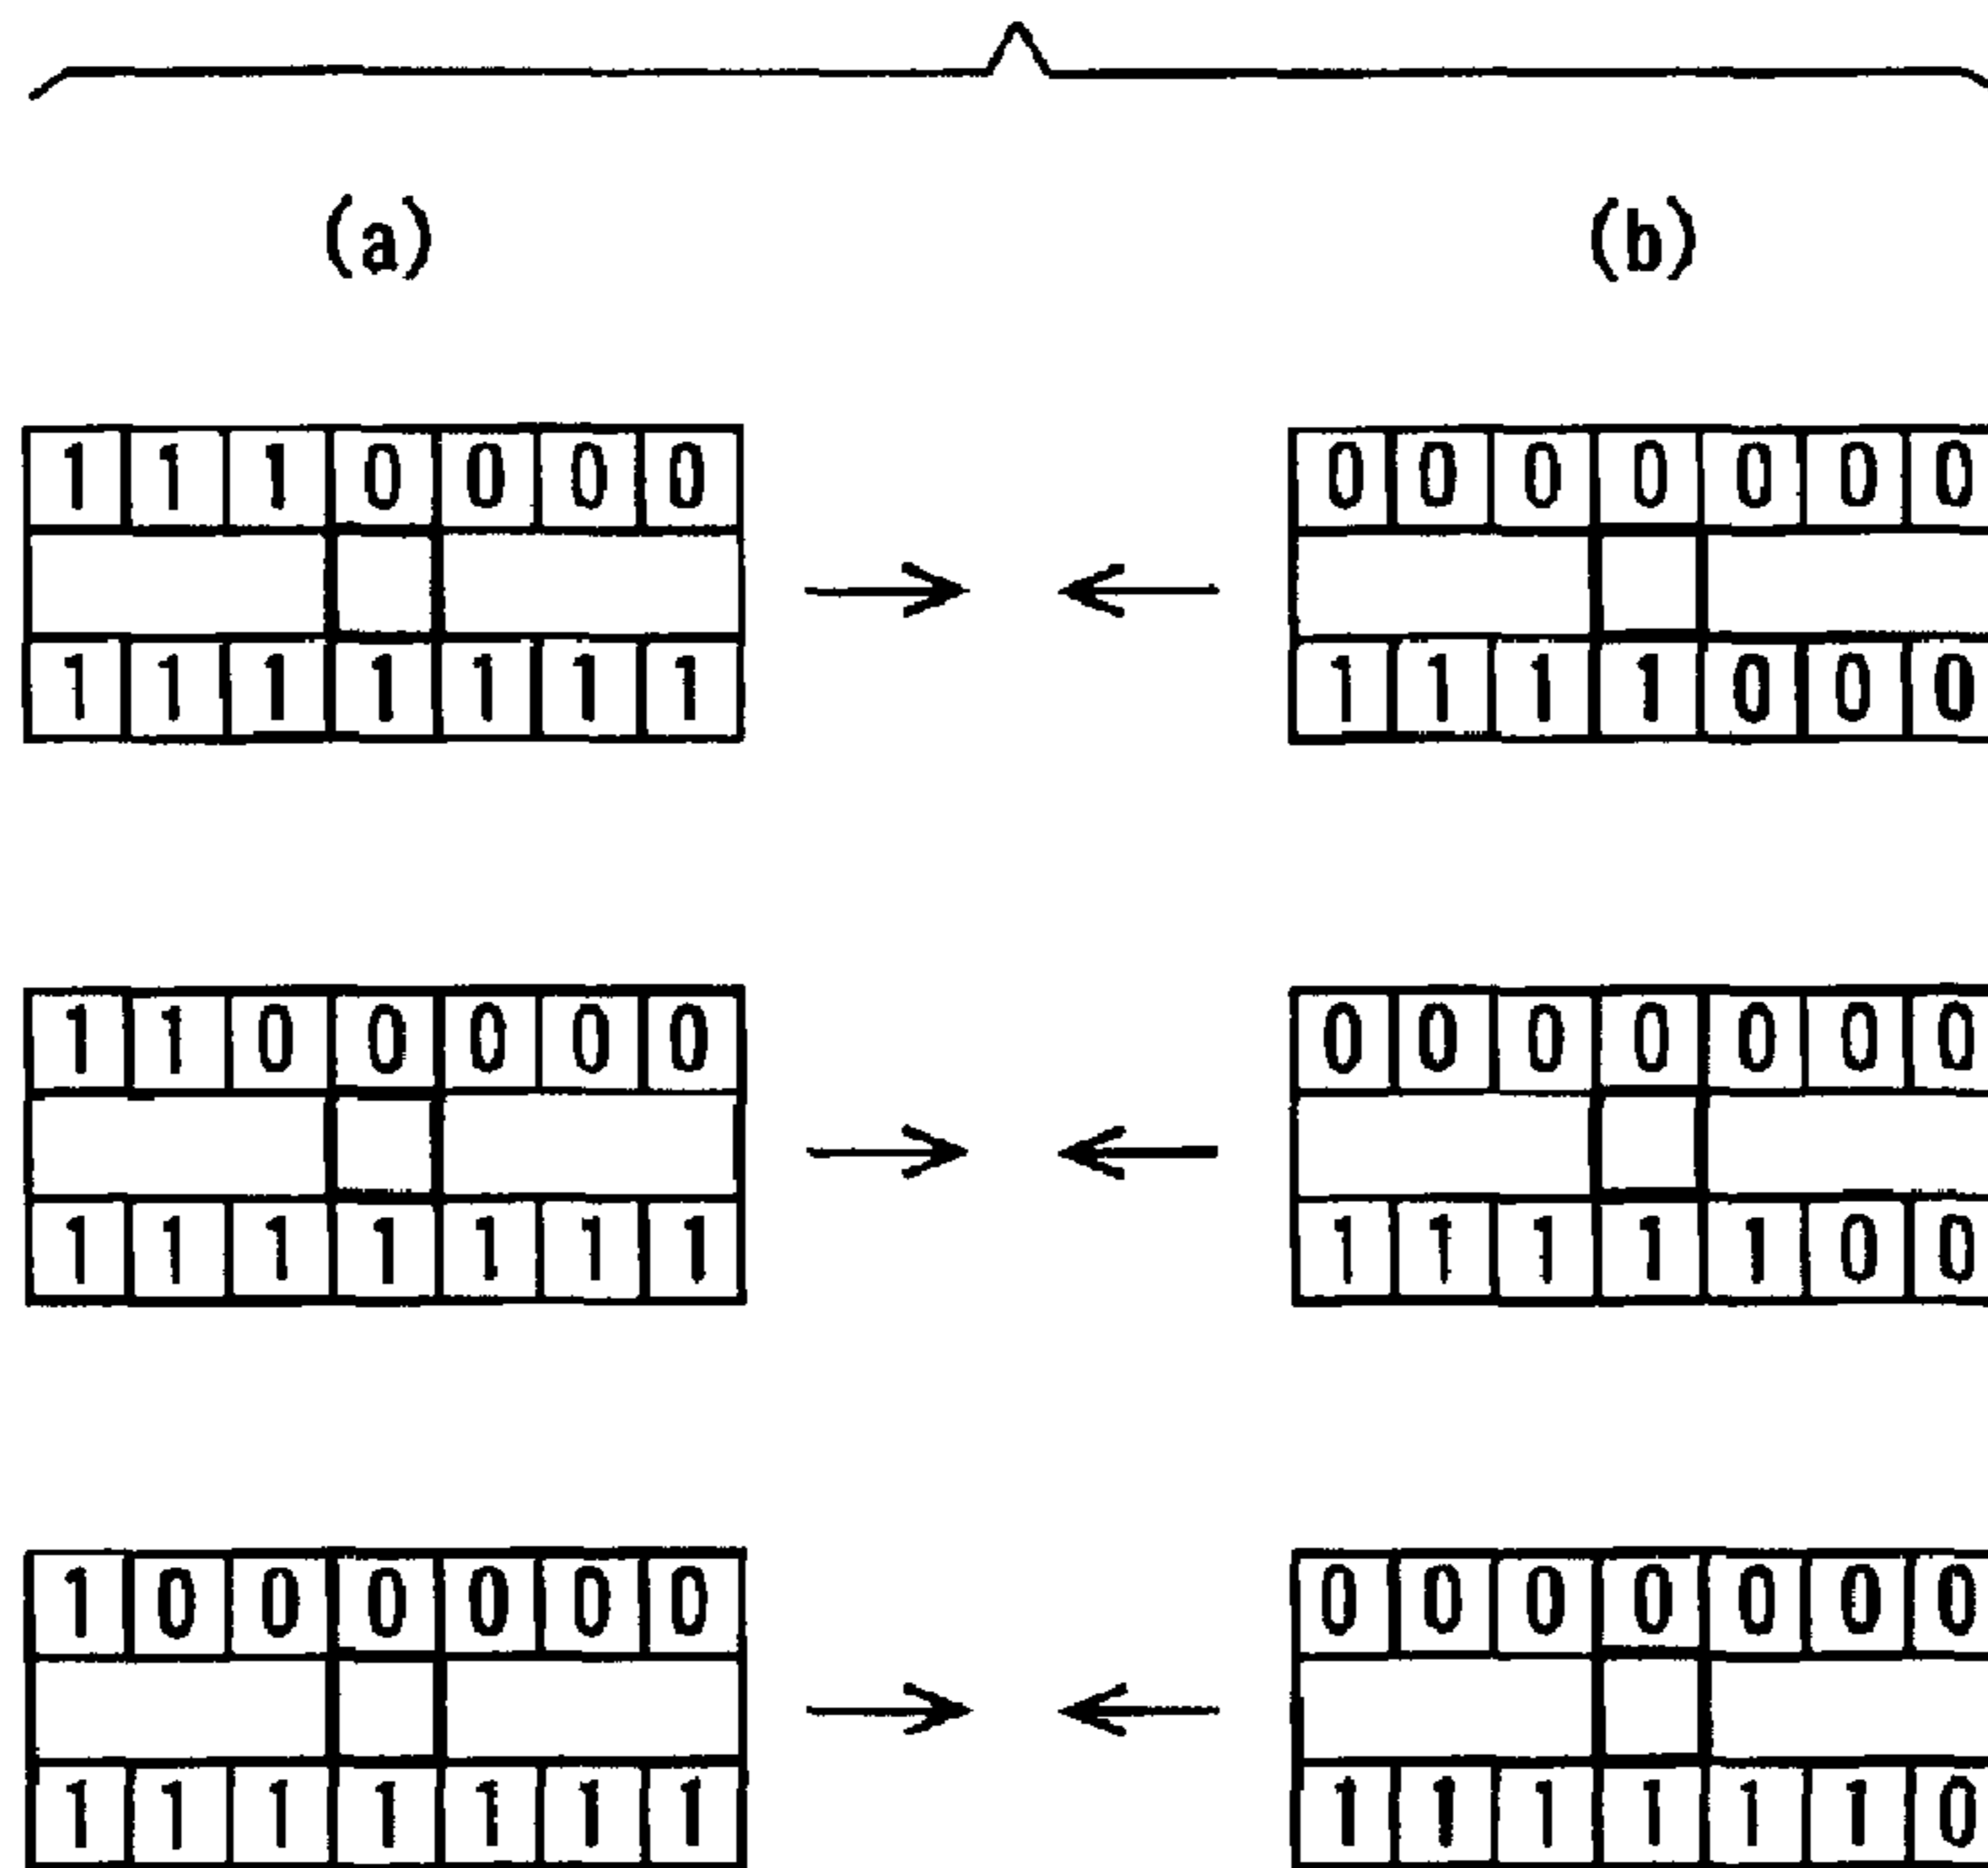 (a) (b)
1 1 1 0 0 0 0 0 0 0 0 0 0 0
1 1 1 1 1 1 1 1 1 1 1 0 0 0
1 1 0 0 0 0 0 0 0 0 0 0 0 0
1 1 1 1 1 1 1 1 1 1 1 1 0 0
1 0 0 0 0 0 0 0 0 0 0 0 0 0
1 1 1 1 1 1 1 1 1 1 1 1 1 0